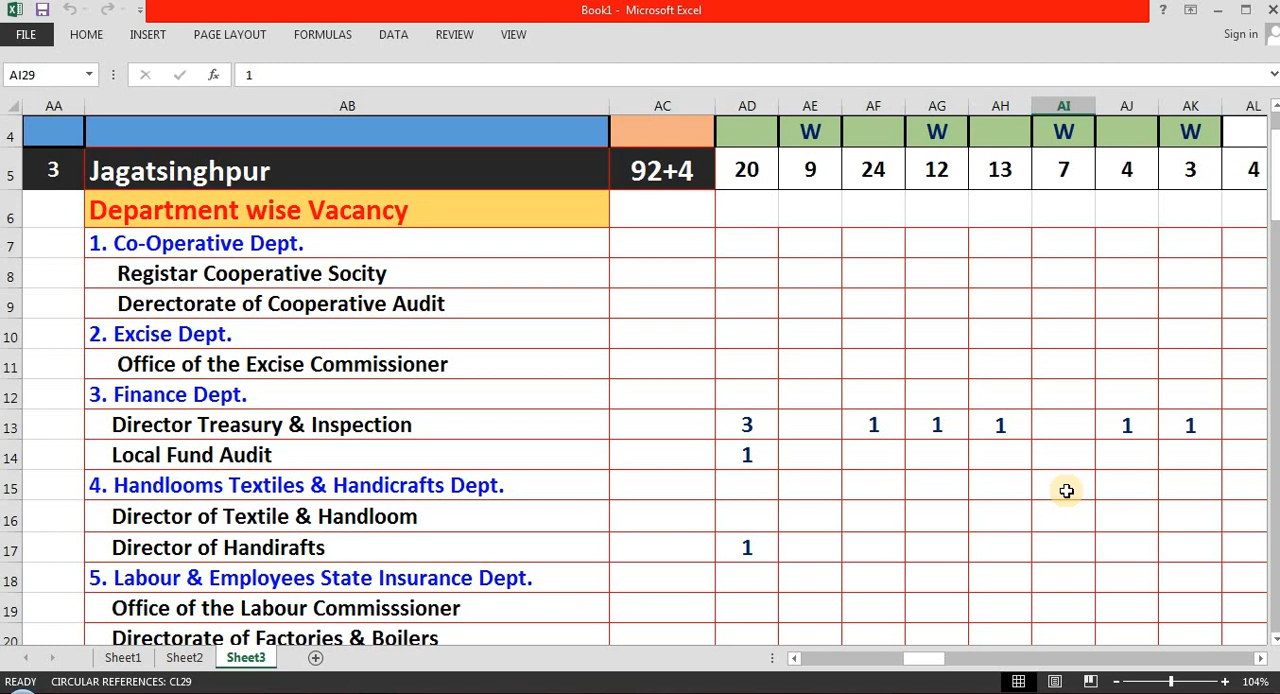 Book1 - Microsoft Excel
?
FILE HOME INSERT PAGE LAYOUT FORMULAS DATA REVIEW VIEW Sign in
AI29 fx 1
AA AB AC AD AE AF AG AH AI AJ AK AL
4 W W W W
5 3 Jagatsinghpur 92+4 20 9 24 12 13 7 4 3 4
6 Department wise Vacancy
7 1. Co-Operative Dept.
8 Registar Cooperative Socity
9 Derectorate of Cooperative Audit
10 2. Excise Dept.
11 Office of the Excise Commissioner
12 3. Finance Dept.
13 Director Treasury & Inspection 3 1 1 1 1 1
14 Local Fund Audit 1
15 4. Handlooms Textiles & Handicrafts Dept.
16 Director of Textile & Handloom
17 Director of Handirafts 1
18 5. Labour & Employees State Insurance Dept.
19 Office of the Labour Commisssioner
20 Directorate of Factories & Boilers
Sheet1 Sheet2 Sheet3
READY CIRCULAR REFERENCES: CL29 104%